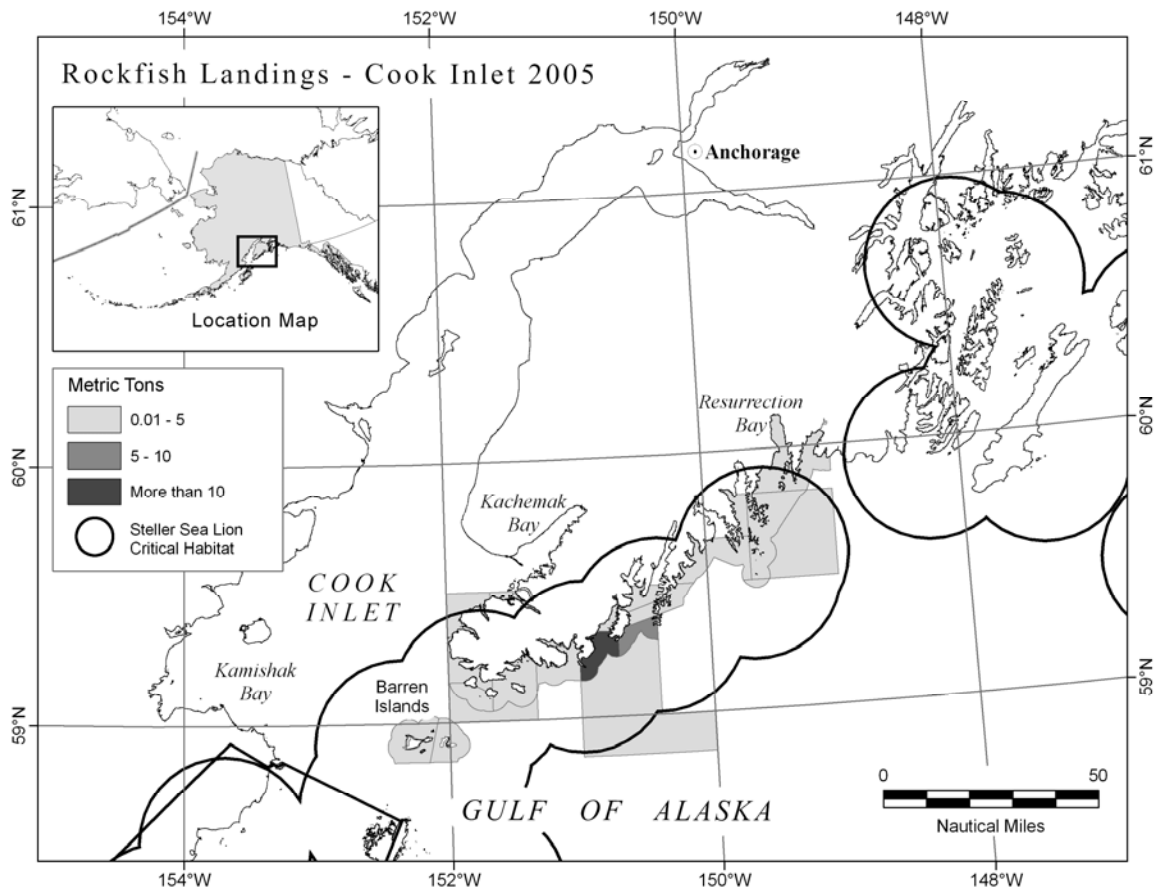 154°W
152°W
150°W
148°W
Rockfish Landings - Cook Inlet 2005
Anchorage
61°N
61°N
Location Map
Metric Tons
0.01 - 5
5 - 10
More than 10
Steller Sea Lion
Critical Habitat
Resurrection
Bay
60°N
60°N
Kachemak
Bay
COOK
INLET
Kamishak
Bay
Barren
Islands
59°N
59°N
GULF OF ALASKA
0
50
Nautical Miles
154°W
152°W
150°W
148°W